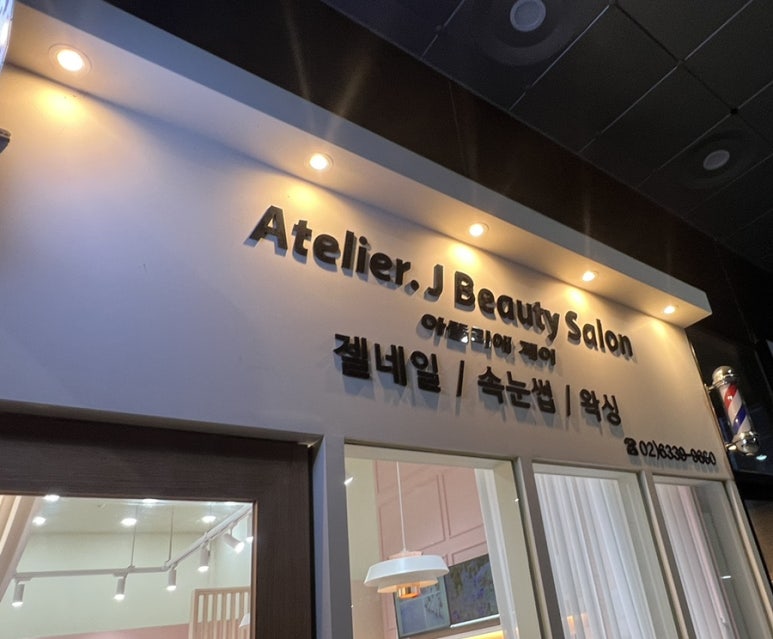 Atelier. J Beauty Salon
아뜰리에 제이
젤네일 / 속눈썹 / 왁싱
☎ 02)6339-0660